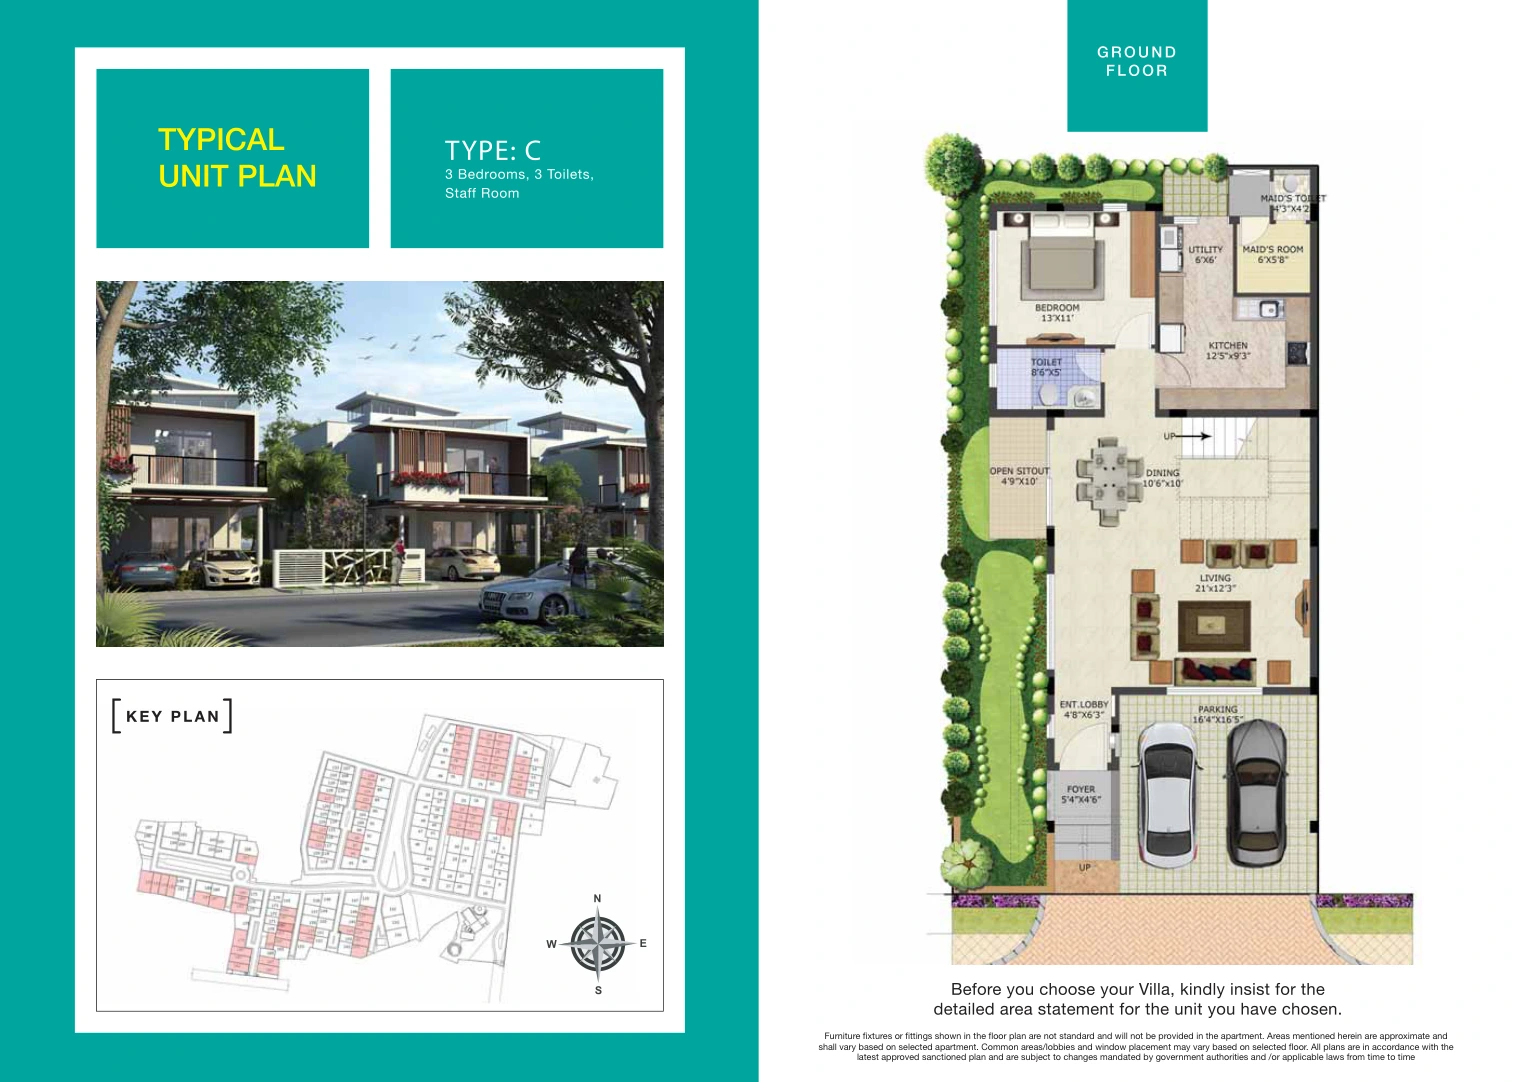 TYPICAL
UNIT PLAN
TYPE: C
3 Bedrooms, 3 Toilets,
Staff Room
KEY PLAN
N
W
E
S
GROUND
FLOOR
MAID'S TOILET
4'3"X4'2"
UTILITY
6'X6'
MAID'S ROOM
6'X5'8"
BEDROOM
13'X11'
KITCHEN
12'5"x9'3"
TOILET
8'6"X5'
UP
OPEN SITOUT
4'9"X10'
DINING
10'6"x10'
LIVING
21'x12'3"
ENT.LOBBY
4'8"X6'3"
PARKING
16'4"X16'5"
FOYER
5'4"X4'6"
UP
Before you choose your Villa, kindly insist for the
detailed area statement for the unit you have chosen.
Furniture fixtures or fittings shown in the floor plan are not standard and will not be provided in the apartment. Areas mentioned herein are approximate and
shall vary based on selected apartment. Common areas/lobbies and window placement may vary based on selected floor. All plans are in accordance with the
latest approved sanctioned plan and are subject to changes mandated by government authorities and /or applicable laws from time to time